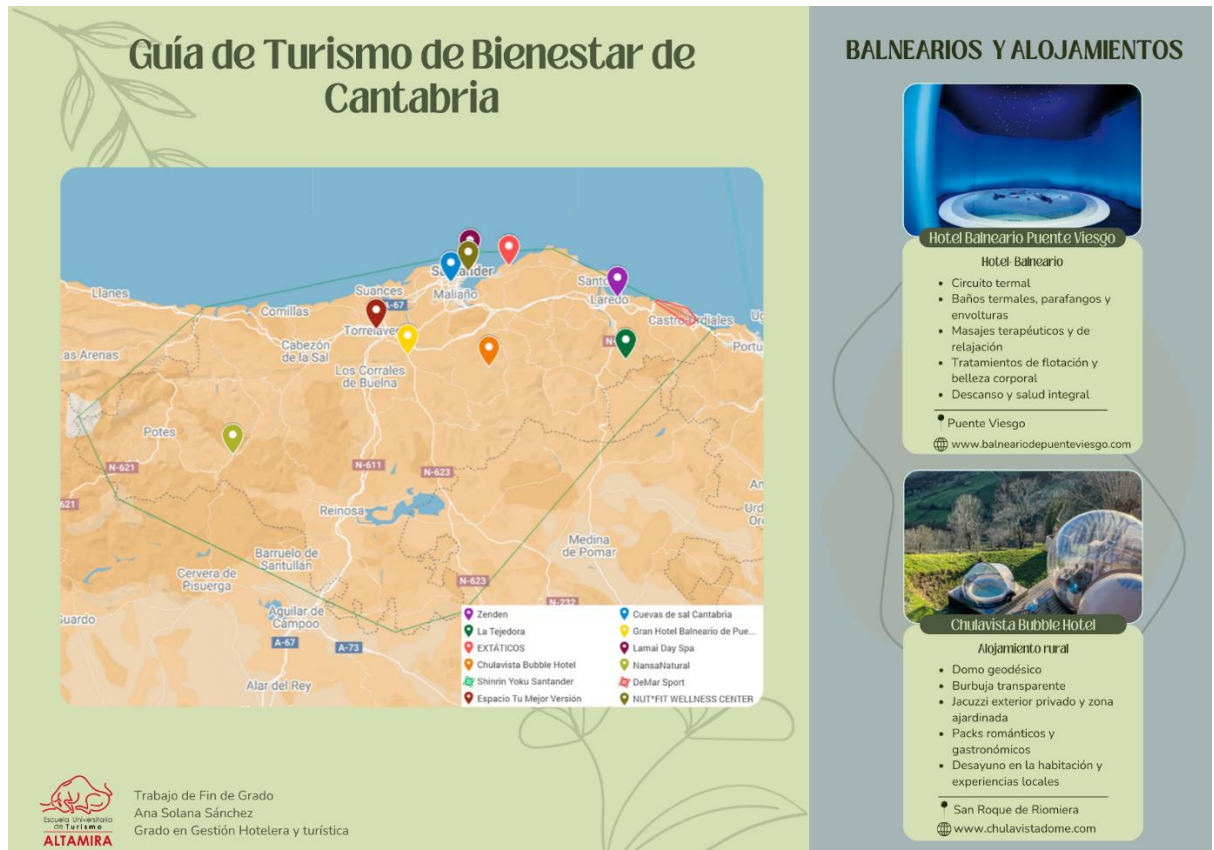 Guía de Turismo de Bienestar de
Cantabria
Llanes
Comillas
Suances
A-67
Maliaño
Laredo
Castro-Urdiales
as Arenas
Cabezón
de la Sal
Los Corrales
de Buelna
Portu
Potes
N-621
621
N-611
N-623
Reinosa
Medina
de Pomar
Barruelo de
Santullán
Cervera de
Pisuerga
N-623
N-232
Guardo
Aguilar de
Campoo
A-67
A-73
Alar del Rey
Zenden
La Tejedora
EXTÁTICOS
Chulavista Bubble Hotel
Shinrin Yoku Santander
Espacio Tu Mejor Versión
Cuevas de sal Cantabria
Gran Hotel Balneario de Pue...
Lamai Day Spa
NansaNatural
DeMar Sport
NUT*FIT WELLNESS CENTER
Escuela Universitaria
de Turismo
ALTAMIRA
Trabajo de Fin de Grado
Ana Solana Sánchez
Grado en Gestión Hotelera y turística
BALNEARIOS Y ALOJAMIENTOS
Hotel Balneario Puente Viesgo
Hotel- Balneario
• Circuito termal
• Baños termales, parafangos y
envolturas
• Masajes terapéuticos y de
relajación
• Tratamientos de flotación y
belleza corporal
• Descanso y salud integral
Puente Viesgo
www.balneariodepuenteviesgo.com
Chulavista Bubble Hotel
Alojamiento rural
• Domo geodésico
• Burbuja transparente
• Jacuzzi exterior privado y zona
ajardinada
• Packs románticos y
gastronómicos
• Desayuno en la habitación y
experiencias locales
San Roque de Riomiera
www.chulavistadome.com